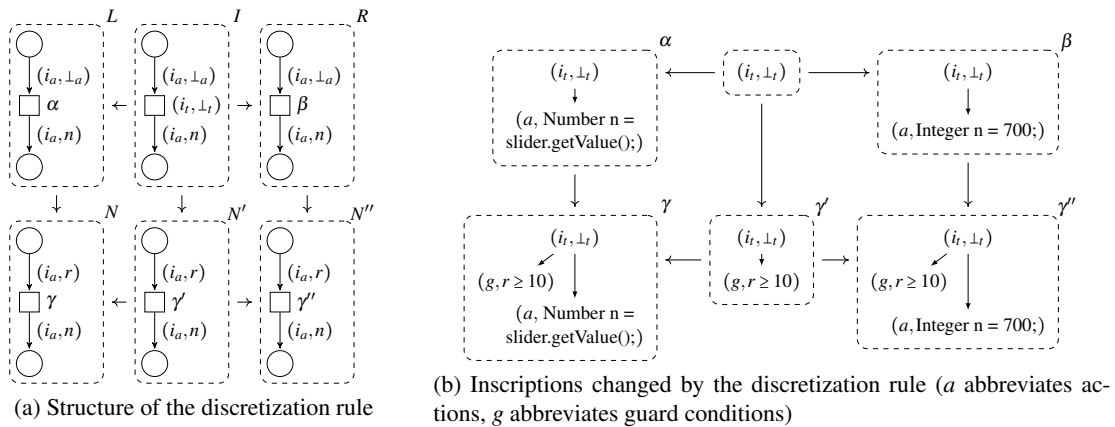 L
I
R
(i_a, ⊥_a)
(i_a, ⊥_a)
(i_a, ⊥_a)
α
(i_t, ⊥_t)
β
(i_a, n)
(i_a, n)
(i_a, n)
N
N′
N′′
(i_a, r)
(i_a, r)
(i_a, r)
γ
γ′
γ′′
(i_a, n)
(i_a, n)
(i_a, n)
(a) Structure of the discretization rule
α
β
(i_t, ⊥_t)
(i_t, ⊥_t)
(i_t, ⊥_t)
(a, Number n =
slider.getValue();)
(a, Integer n = 700;)
γ
γ′
γ′′
(i_t, ⊥_t)
(i_t, ⊥_t)
(i_t, ⊥_t)
(g, r ≥ 10)
(g, r ≥ 10)
(g, r ≥ 10)
(a, Number n =
slider.getValue();)
(a, Integer n = 700;)
(b) Inscriptions changed by the discretization rule (a abbreviates ac-
tions, g abbreviates guard conditions)